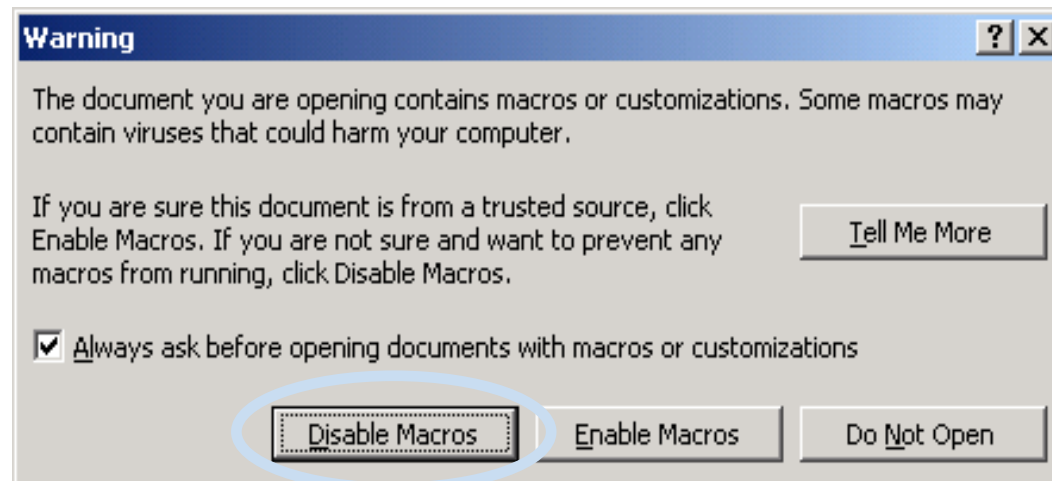 Warning
The document you are opening contains macros or customizations. Some macros may
contain viruses that could harm your computer.
If you are sure this document is from a trusted source, click
Enable Macros. If you are not sure and want to prevent any
macros from running, click Disable Macros.
Tell Me More
Always ask before opening documents with macros or customizations
Disable Macros Enable Macros Do Not Open